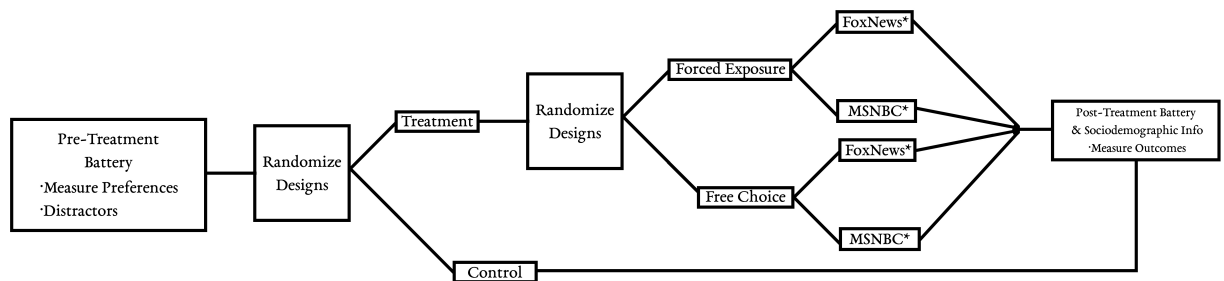 Pre-Treatment
Battery
·Measure Preferences
·Distractors
Randomize
Designs
Treatment
Control
Randomize
Designs
Forced Exposure
Free Choice
FoxNews*
MSNBC*
FoxNews*
MSNBC*
Post-Treatment Battery
& Sociodemographic Info
·Measure Outcomes